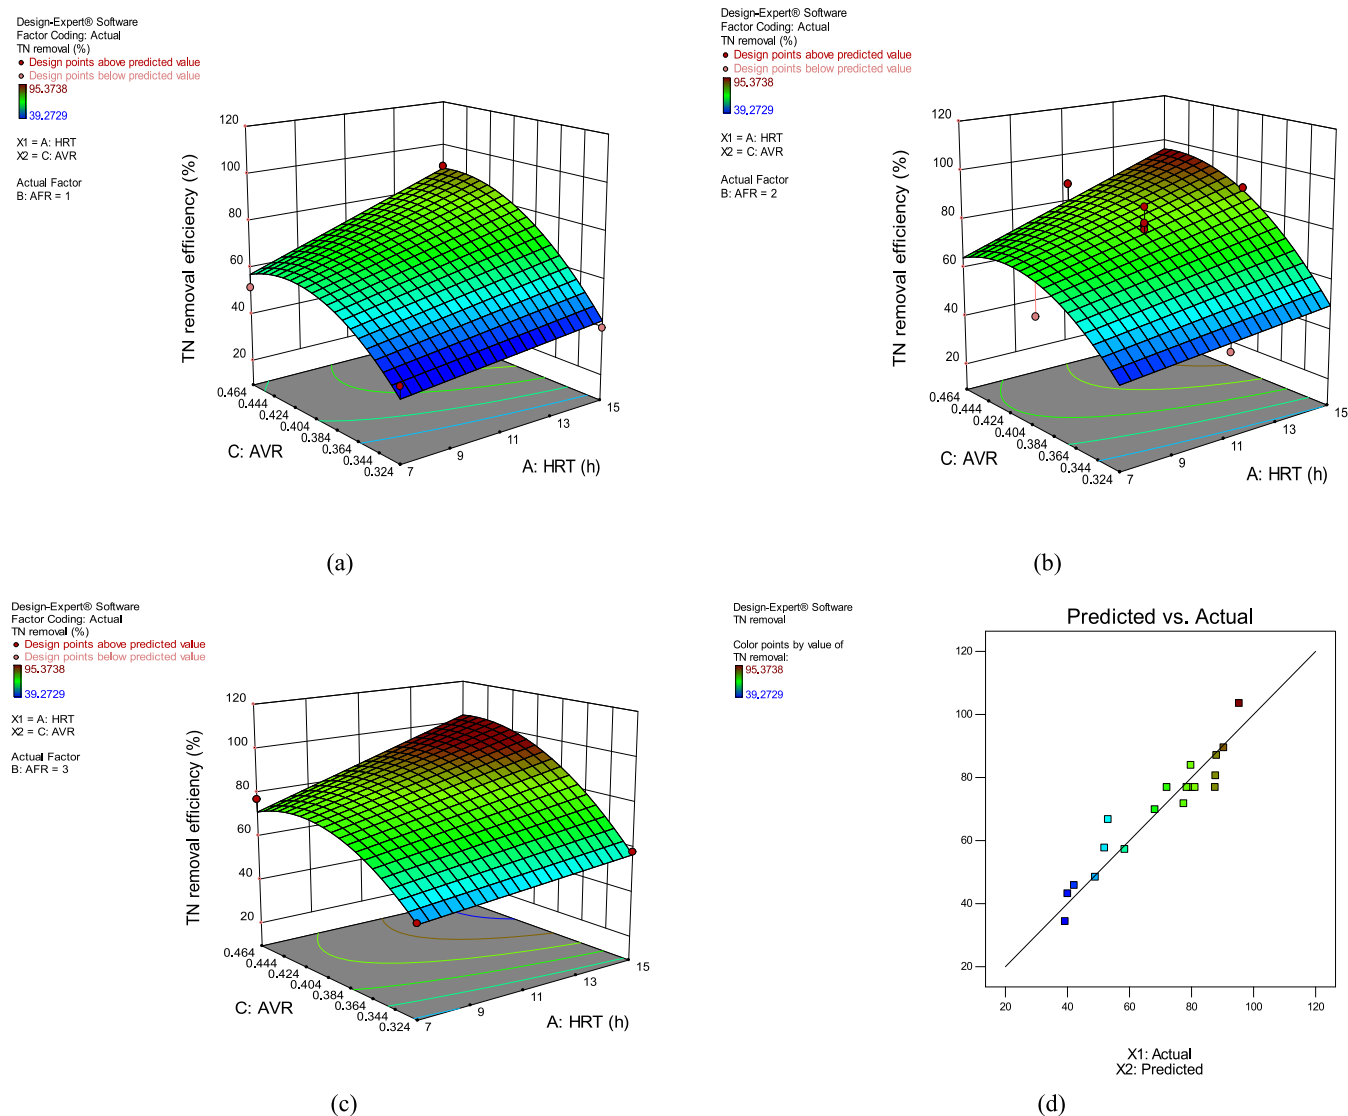 Design-Expert® Software
Factor Coding: Actual
TN removal (%)
Design points above predicted value
Design points below predicted value
95.3738
39.2729
X1 = A: HRT
X2 = C: AVR
Actual Factor
B: AFR = 1
TN removal efficiency (%)
120
100
80
60
40
20
0.464
0.444
0.424
0.404
0.384
0.364
0.344
0.324
C: AVR
7
9
11
13
15
A: HRT (h)
(a)
Design-Expert® Software
Factor Coding: Actual
TN removal (%)
Design points above predicted value
Design points below predicted value
95.3738
39.2729
X1 = A: HRT
X2 = C: AVR
Actual Factor
B: AFR = 2
TN removal efficiency (%)
120
100
80
60
40
20
0.464
0.444
0.424
0.404
0.384
0.364
0.344
0.324
C: AVR
7
9
11
13
15
A: HRT (h)
(b)
Design-Expert® Software
Factor Coding: Actual
TN removal (%)
Design points above predicted value
Design points below predicted value
95.3738
39.2729
X1 = A: HRT
X2 = C: AVR
Actual Factor
B: AFR = 3
TN removal efficiency (%)
120
100
80
60
40
20
0.464
0.444
0.424
0.404
0.384
0.364
0.344
0.324
C: AVR
7
9
11
13
15
A: HRT (h)
(c)
Design-Expert® Software
TN removal
Color points by value of
TN removal:
95.3738
39.2729
Predicted vs. Actual
120
100
80
60
40
20
20
40
60
80
100
120
X1: Actual
X2: Predicted
(d)